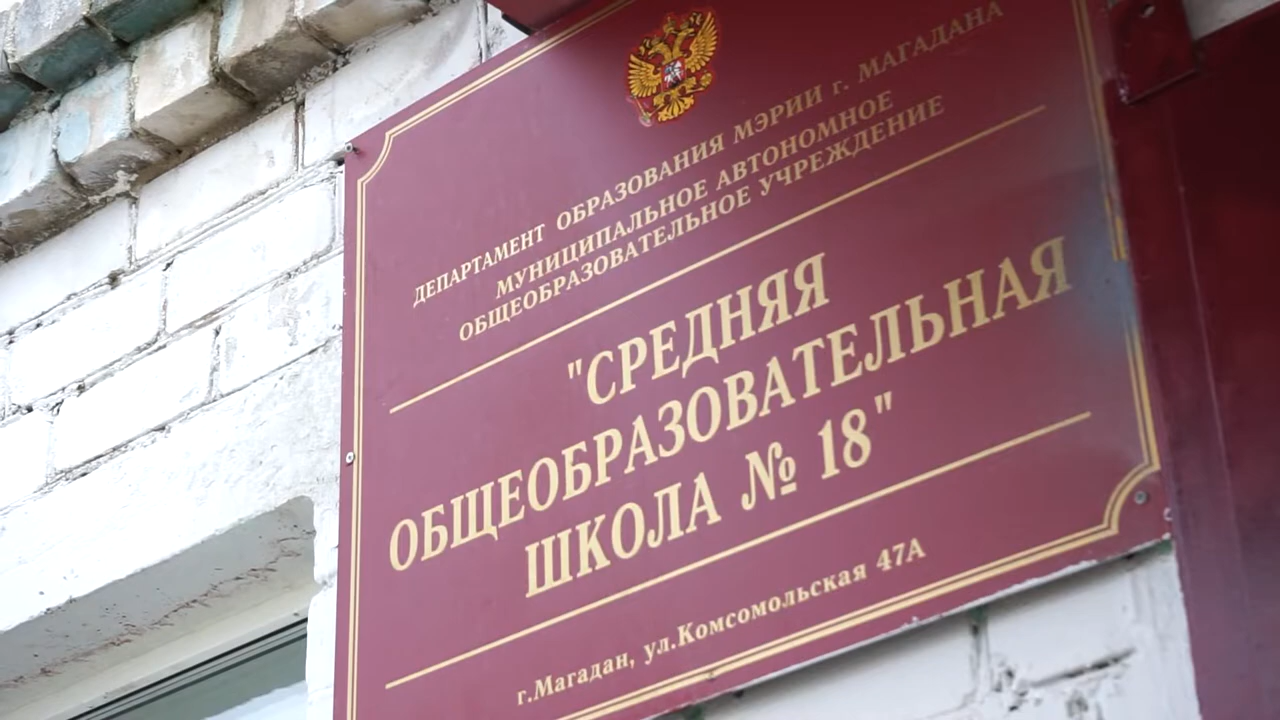 ДЕПАРТАМЕНТ ОБРАЗОВАНИЯ МЭРИИ г. МАГАДАНА
МУНИЦИПАЛЬНОЕ АВТОНОМНОЕ
ОБЩЕОБРАЗОВАТЕЛЬНОЕ УЧРЕЖДЕНИЕ
"СРЕДНЯЯ
ОБЩЕОБРАЗОВАТЕЛЬНАЯ
ШКОЛА № 18"
г.Магадан, ул.Комсомольская 47А